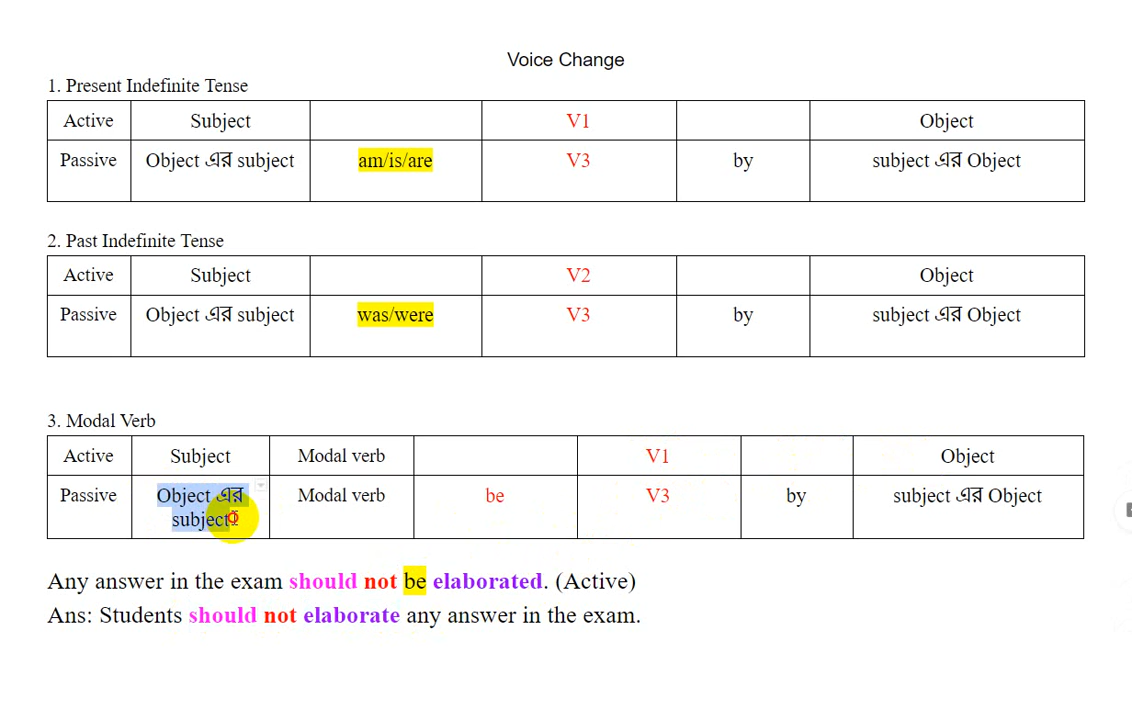 Voice Change
1. Present Indefinite Tense
Active Subject V1 Object
Passive Object এর subject am/is/are V3 by subject এর Object
2. Past Indefinite Tense
Active Subject V2 Object
Passive Object এর subject was/were V3 by subject এর Object
3. Modal Verb
Active Subject Modal verb V1 Object
Passive Object এর Modal verb be V3 by subject এর Object
subject
Any answer in the exam should not be elaborated. (Active)
Ans: Students should not elaborate any answer in the exam.